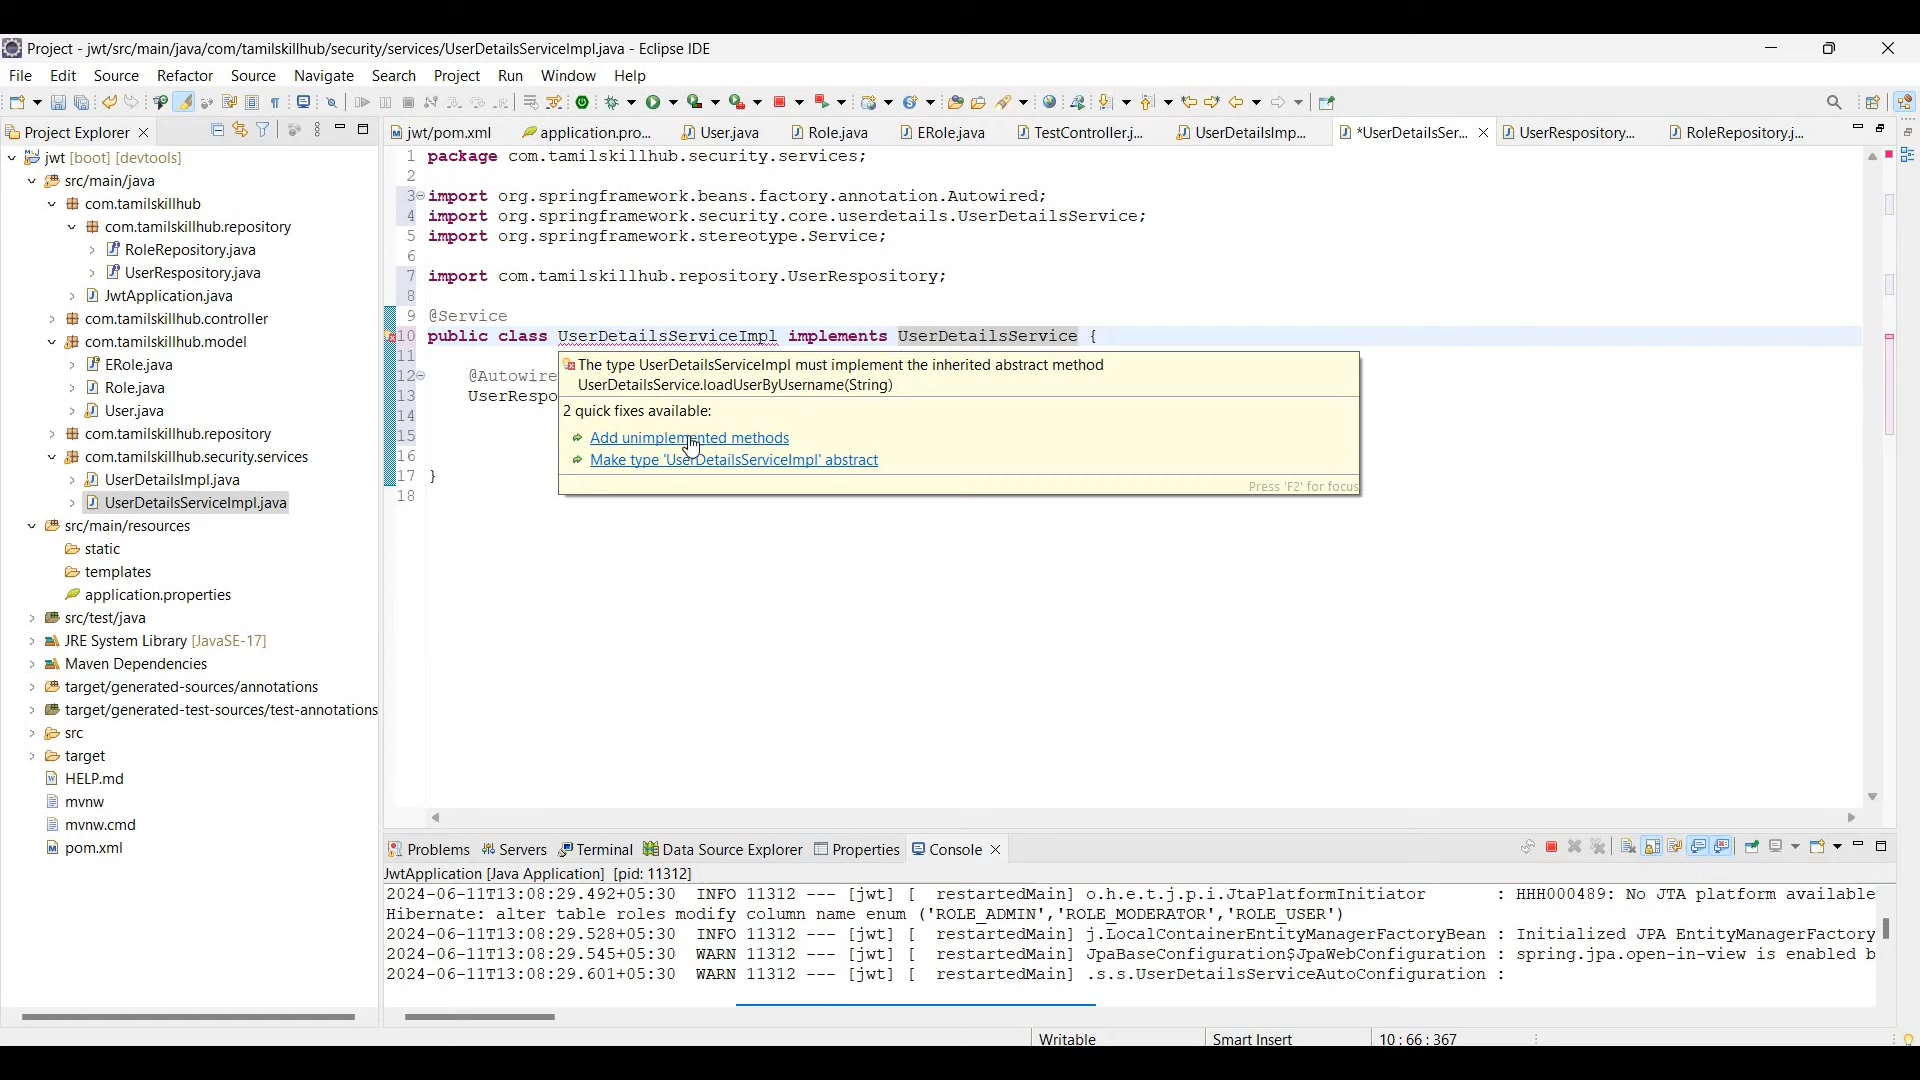 Project - jwt/src/main/java/com/tamilskillhub/security/services/UserDetailsServiceImpl.java - Eclipse IDE
File Edit Source Refactor Source Navigate Search Project Run Window Help
Project Explorer
jwt/pom.xml application.pro... User.java Role.java ERole.java TestController.j... UserDetailsImp... *UserDetailsSer... UserRespository... RoleRepository.j...
jwt [boot] [devtools]
src/main/java
com.tamilskillhub
com.tamilskillhub.repository
RoleRepository.java
UserRespository.java
JwtApplication.java
com.tamilskillhub.controller
com.tamilskillhub.model
ERole.java
Role.java
User.java
com.tamilskillhub.repository
com.tamilskillhub.security.services
UserDetailsImpl.java
UserDetailsServiceImpl.java
src/main/resources
static
templates
application.properties
src/test/java
JRE System Library [JavaSE-17]
Maven Dependencies
target/generated-sources/annotations
target/generated-test-sources/test-annotations
src
target
HELP.md
mvnw
mvnw.cmd
pom.xml
1 package com.tamilskillhub.security.services;
2
3 import org.springframework.beans.factory.annotation.Autowired;
4 import org.springframework.security.core.userdetails.UserDetailsService;
5 import org.springframework.stereotype.Service;
6
7 import com.tamilskillhub.repository.UserRespository;
8
9 @Service
10 public class UserDetailsServiceImpl implements UserDetailsService {
11
12 @Autowire
13 UserRespo
14
15
16
17 }
18
The type UserDetailsServiceImpl must implement the inherited abstract method
UserDetailsService.loadUserByUsername(String)
2 quick fixes available:
Add unimplemented methods
Make type 'UserDetailsServiceImpl' abstract
Press 'F2' for focus
Problems Servers Terminal Data Source Explorer Properties Console
JwtApplication [Java Application] [pid: 11312]
2024-06-11T13:08:29.492+05:30 INFO 11312 --- [jwt] [ restartedMain] o.h.e.t.j.p.i.JtaPlatformInitiator : HHH000489: No JTA platform available
Hibernate: alter table roles modify column name enum ('ROLE_ADMIN','ROLE_MODERATOR','ROLE_USER')
2024-06-11T13:08:29.528+05:30 INFO 11312 --- [jwt] [ restartedMain] j.LocalContainerEntityManagerFactoryBean : Initialized JPA EntityManagerFactory
2024-06-11T13:08:29.545+05:30 WARN 11312 --- [jwt] [ restartedMain] JpaBaseConfiguration$JpaWebConfiguration : spring.jpa.open-in-view is enabled b
2024-06-11T13:08:29.601+05:30 WARN 11312 --- [jwt] [ restartedMain] .s.s.UserDetailsServiceAutoConfiguration :
Writable Smart Insert 10 : 66 : 367